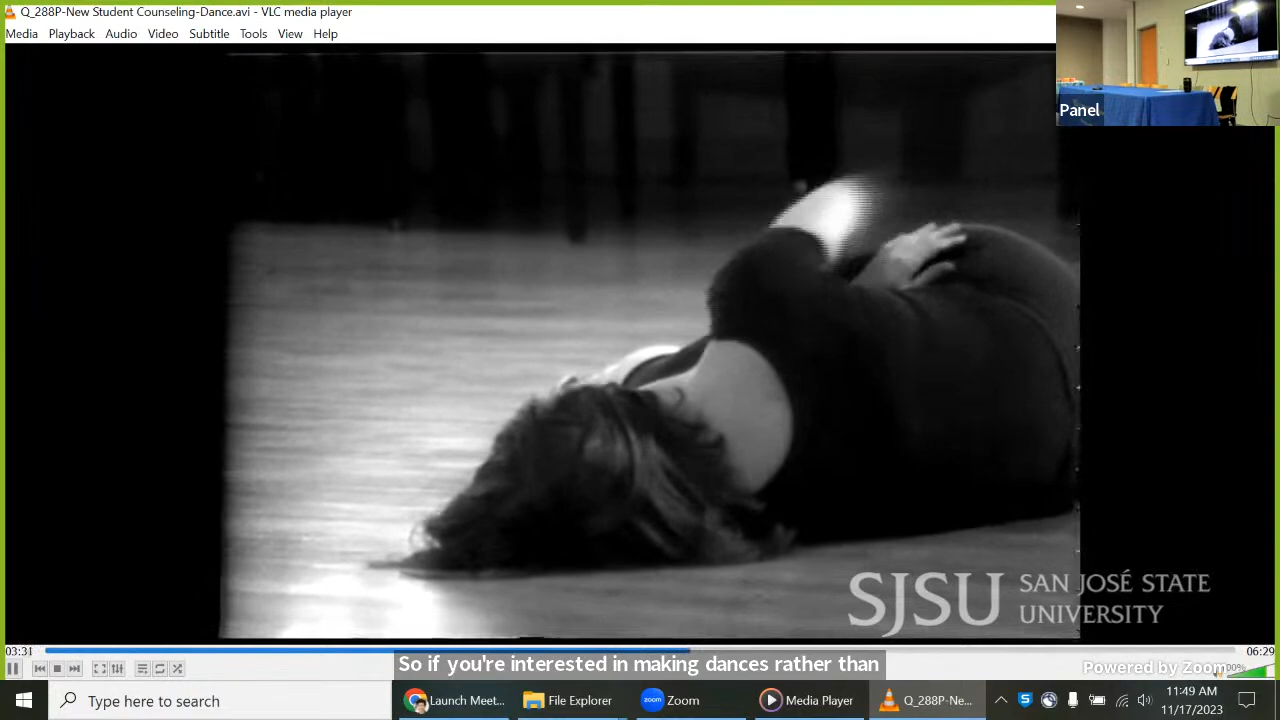 Q_288P-New Student Counseling-Dance.avi - VLC media player
Media Playback Audio Video Subtitle Tools View Help
Panel
SJSU SAN JOSÉ STATE
UNIVERSITY
03:31
06:29
So if you're interested in making dances rather than
Powered by Zoom
Type here to search
Launch Meet...
File Explorer
Zoom
Media Player
Q_288P-Ne...
11:49 AM
11/17/2023